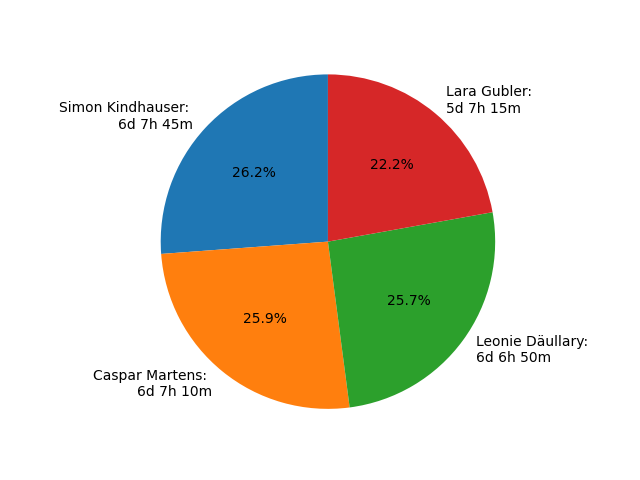 Simon Kindhauser:
6d 7h 45m
26.2%
Lara Gubler:
5d 7h 15m
22.2%
Caspar Martens:
6d 7h 10m
25.9%
Leonie Däullary:
6d 6h 50m
25.7%